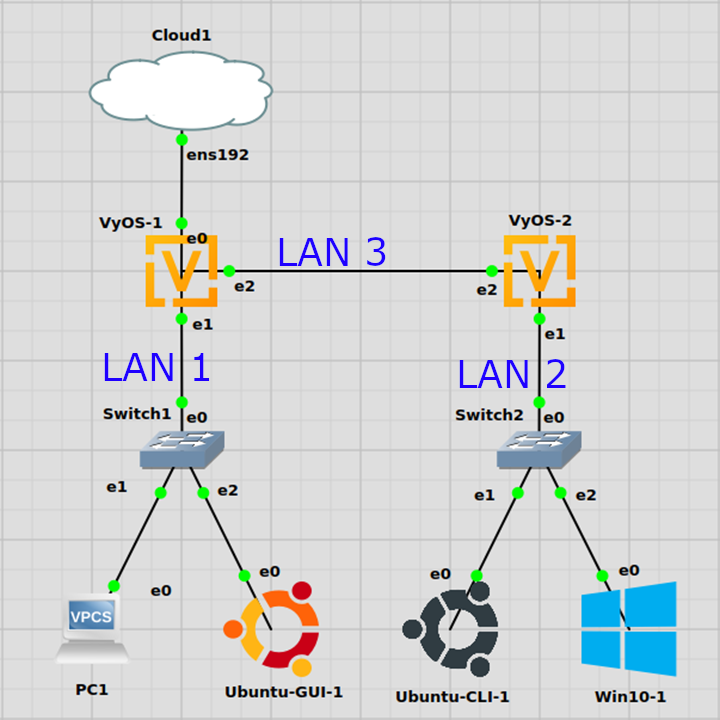 Cloud1
ens192
VyOS-1
VyOS-2
e0
LAN 3
e2
e2
e1
e1
LAN 1
LAN 2
Switch1
e0
Switch2
e0
e1
e2
e1
e2
e0
e0
e0
e0
VPCS
PC1
Ubuntu-GUI-1
Ubuntu-CLI-1
Win10-1